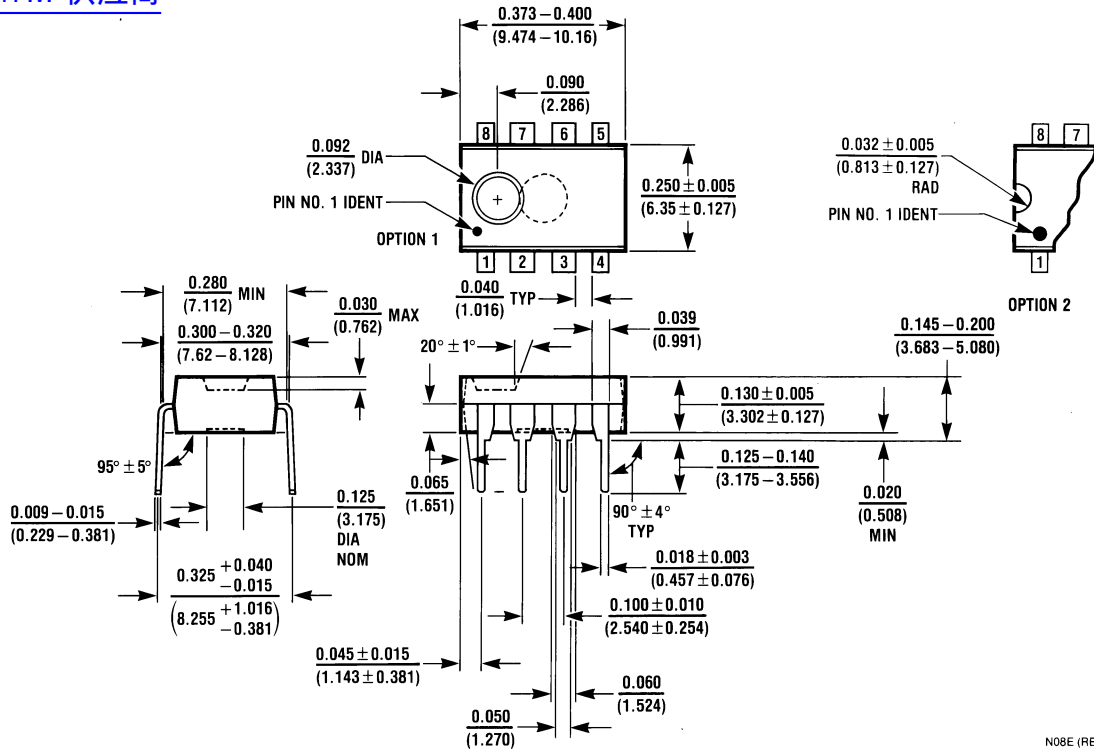 供应商
0.373 – 0.400
(9.474 – 10.16)
0.090
(2.286)
8 7 6 5
0.092 DIA
(2.337)
PIN NO. 1 IDENT
OPTION 1
0.250 ± 0.005
(6.35 ± 0.127)
1 2 3 4
8 7
0.032 ± 0.005
(0.813 ± 0.127)
RAD
PIN NO. 1 IDENT
1
OPTION 2
0.280 MIN
(7.112)
0.300 – 0.320
(7.62 – 8.128)
0.030 MAX
(0.762)
0.040 TYP
(1.016)
0.039
(0.991)
20° ± 1°
0.145 – 0.200
(3.683 – 5.080)
0.130 ± 0.005
(3.302 ± 0.127)
0.125 – 0.140
(3.175 – 3.556)
0.020
(0.508)
MIN
95° ± 5°
0.009 – 0.015
(0.229 – 0.381)
0.125
(3.175)
DIA
NOM
0.065
(1.651)
90° ± 4°
TYP
0.325 +0.040 -0.015
(8.255 +1.016 -0.381)
0.018 ± 0.003
(0.457 ± 0.076)
0.100 ± 0.010
(2.540 ± 0.254)
0.045 ± 0.015
(1.143 ± 0.381)
0.060
(1.524)
0.050
(1.270)
N08E (RE